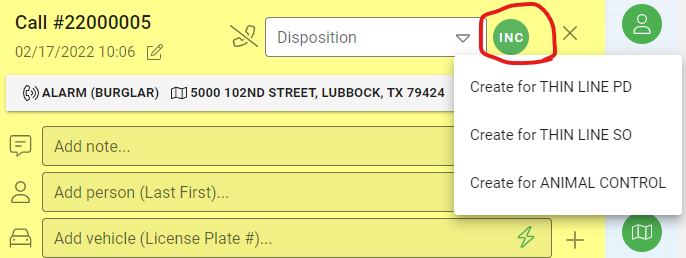 Call #22000005
02/17/2022 10:06
Disposition
INC
ALARM (BURGLAR) 5000 102ND STREET, LUBBOCK, TX 79424
Create for THIN LINE PD
Create for THIN LINE SO
Create for ANIMAL CONTROL
Add note...
Add person (Last First)...
Add vehicle (License Plate #)...